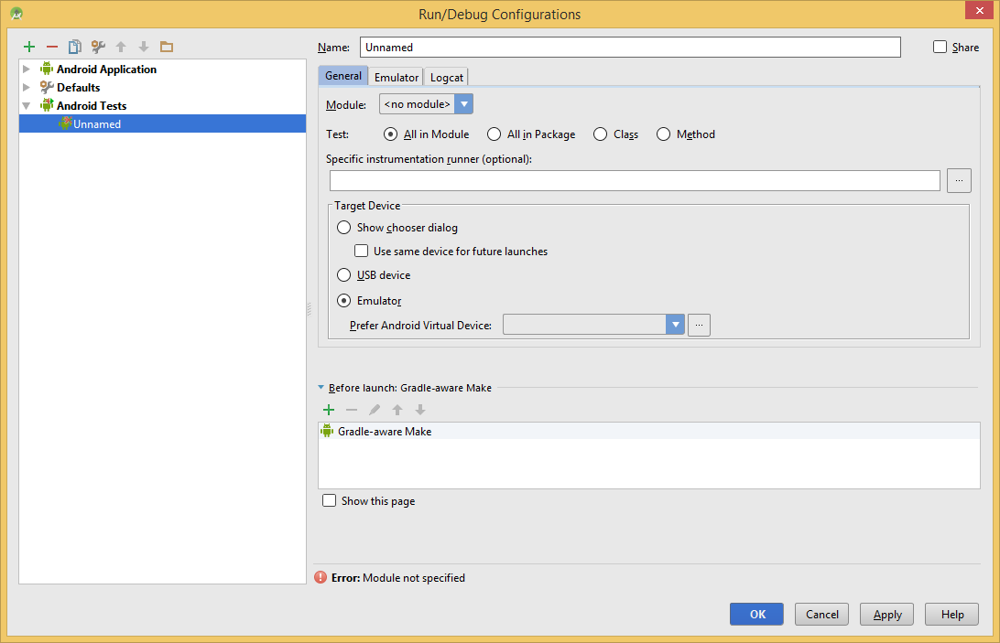 Run/Debug Configurations
Name: Unnamed Share
Android Application
Defaults
Android Tests
Unnamed
General Emulator Logcat
Module: <no module>
Test: All in Module All in Package Class Method
Specific instrumentation runner (optional):
...
Target Device
Show chooser dialog
Use same device for future launches
USB device
Emulator
Prefer Android Virtual Device: ...
Before launch: Gradle-aware Make
Gradle-aware Make
Show this page
Error: Module not specified
OK Cancel Apply Help